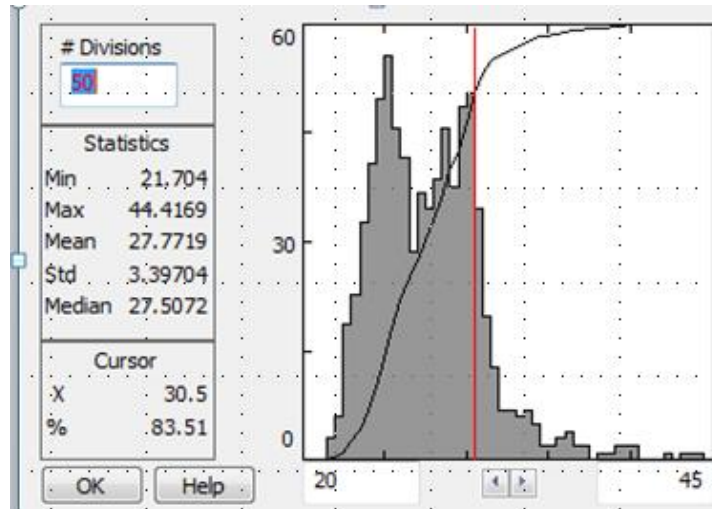 # Divisions
50
Statistics
Min 21.704
Max 44.4169
Mean 27.7719
Std 3.39704
Median 27.5072
Cursor
X 30.5
% 83.51
OK Help
60
30
0
20 45